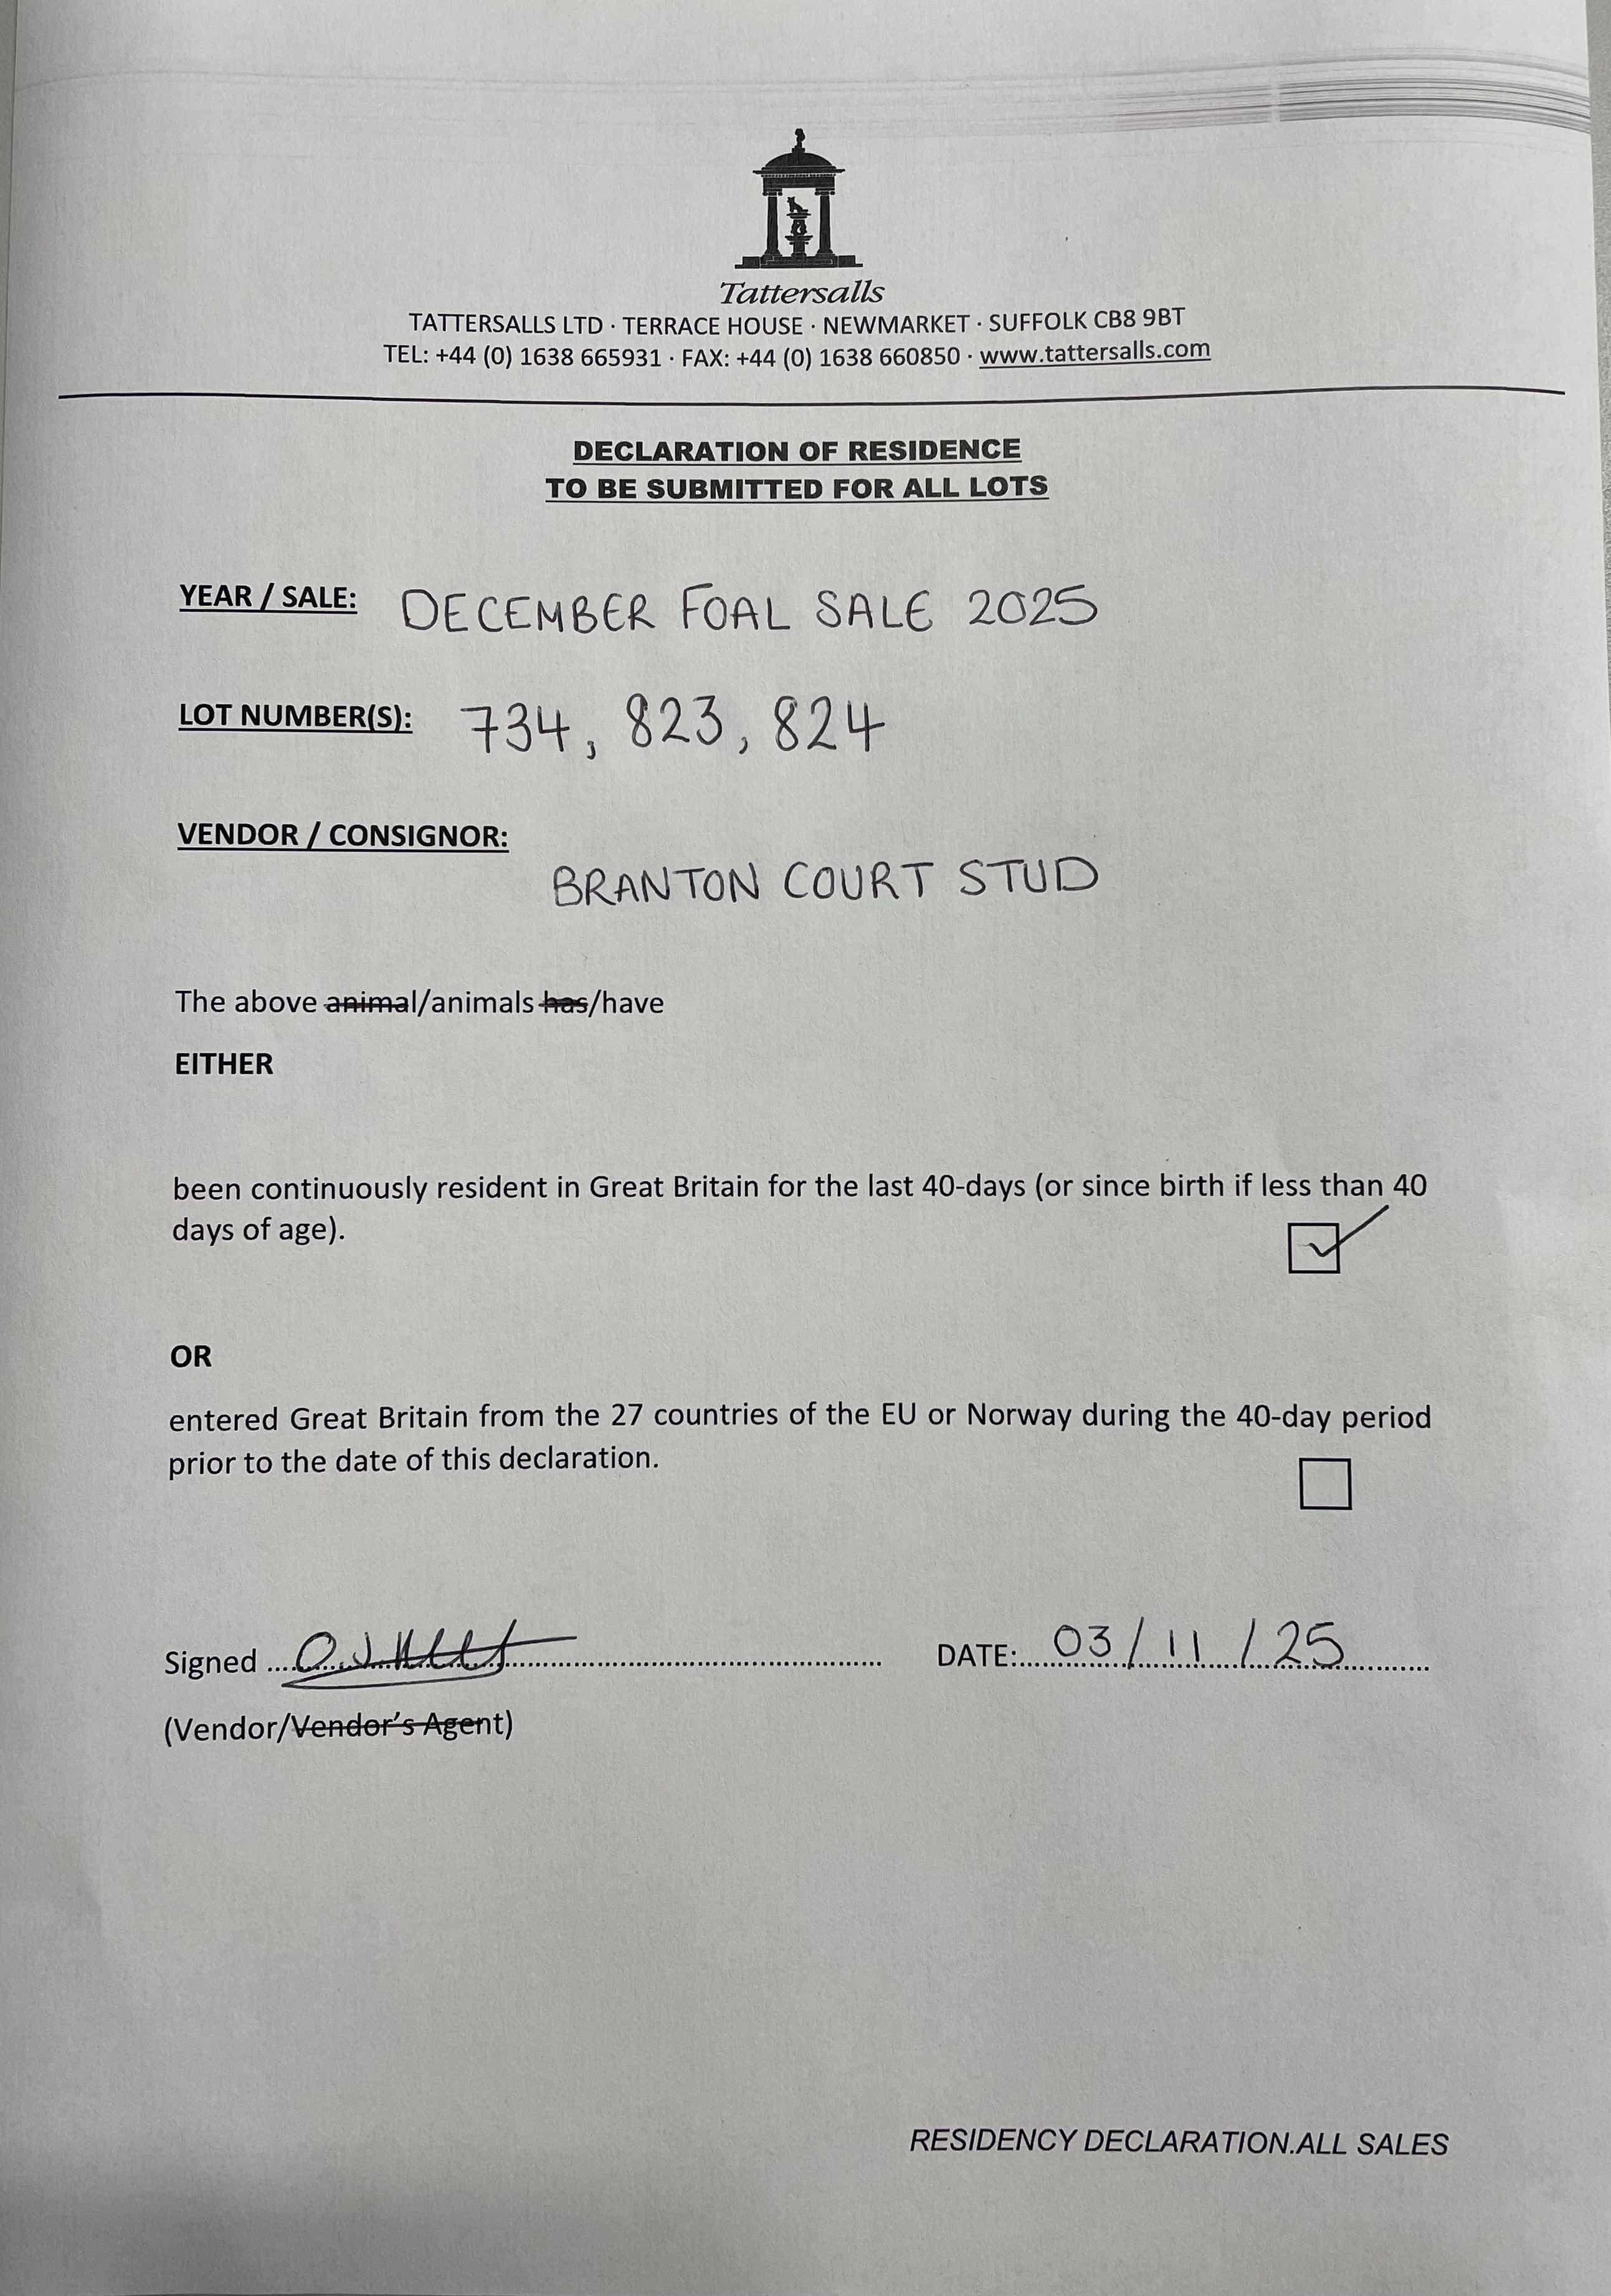 Tattersalls
TATTERSALLS LTD · TERRACE HOUSE · NEWMARKET · SUFFOLK CB8 9BT
TEL: +44 (0) 1638 665931 · FAX: +44 (0) 1638 660850 · www.tattersalls.com
DECLARATION OF RESIDENCE
TO BE SUBMITTED FOR ALL LOTS
YEAR / SALE: DECEMBER FOAL SALE 2025
LOT NUMBER(S): 734, 823, 824
VENDOR / CONSIGNOR:
BRANTON COURT STUD
The above animal/animals has/have
EITHER
been continuously resident in Great Britain for the last 40-days (or since birth if less than 40
days of age).
OR
entered Great Britain from the 27 countries of the EU or Norway during the 40-day period
prior to the date of this declaration.
Signed DATE: 03/11/25
(Vendor/Vendor's Agent)
RESIDENCY DECLARATION.ALL SALES